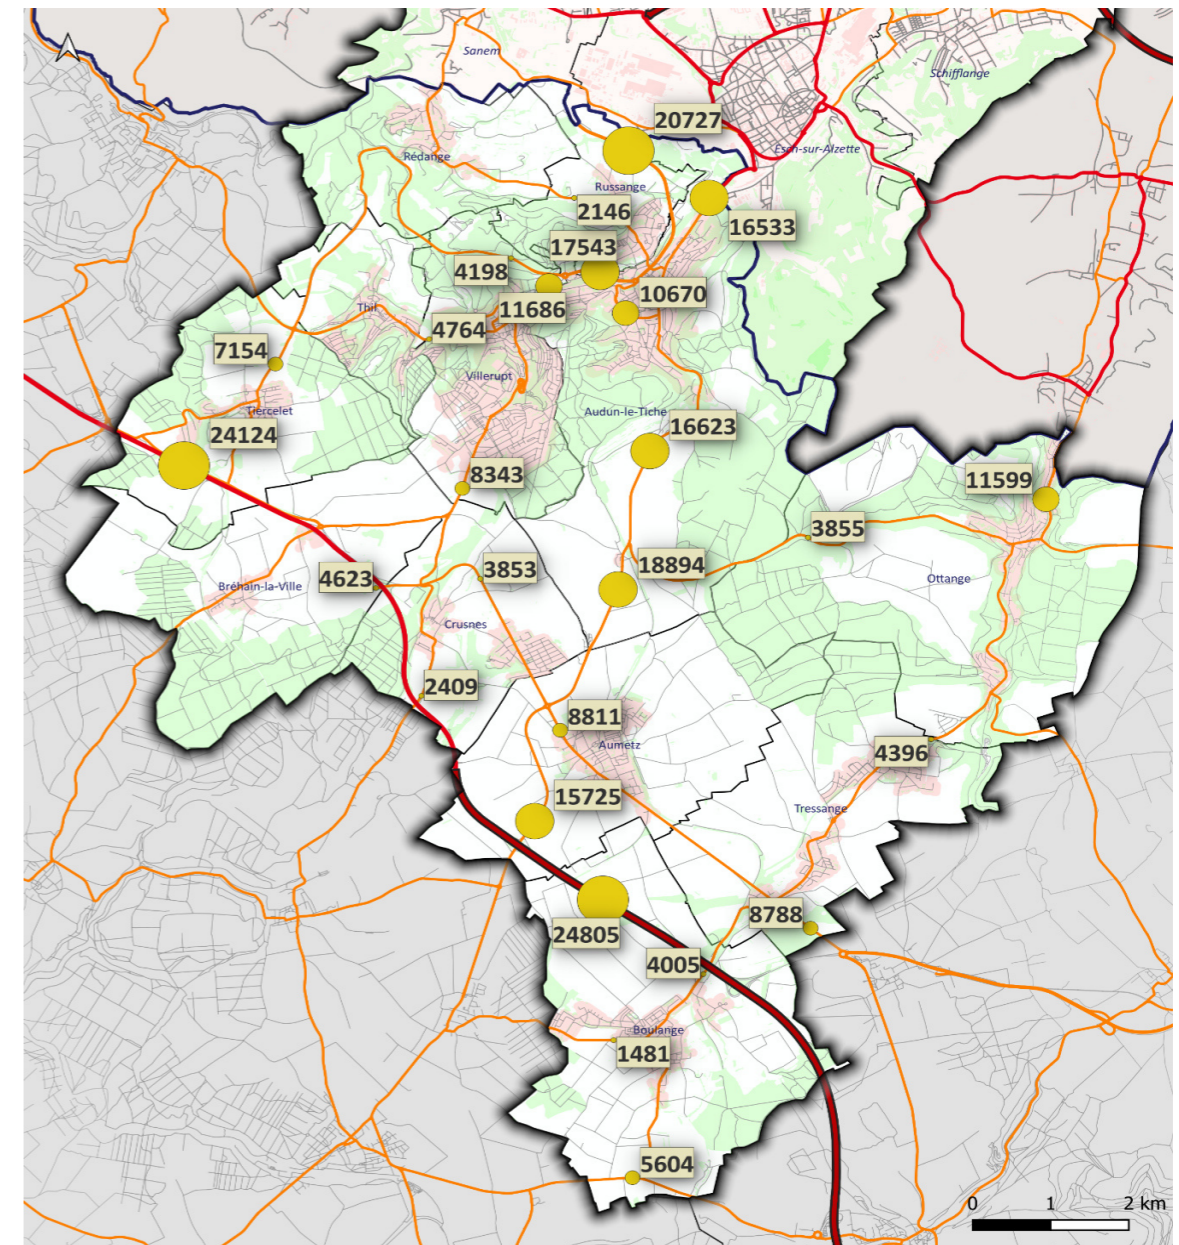 Sanem
Schifflange
20727
Esch-sur-Alzette
Rédange
Russange
2146
16533
17543
4198
10670
11686
Thil
4764
7154
Villerupt
Tiercelet
Audun-le-Tiche
16623
24124
8343
11599
3855
18894
3853
4623
Bréhain-la-Ville
Ottange
Crusnes
2409
8811
Aumetz
4396
15725
Tressange
8788
24805
4005
Boulange
1481
5604
0 1 2 km